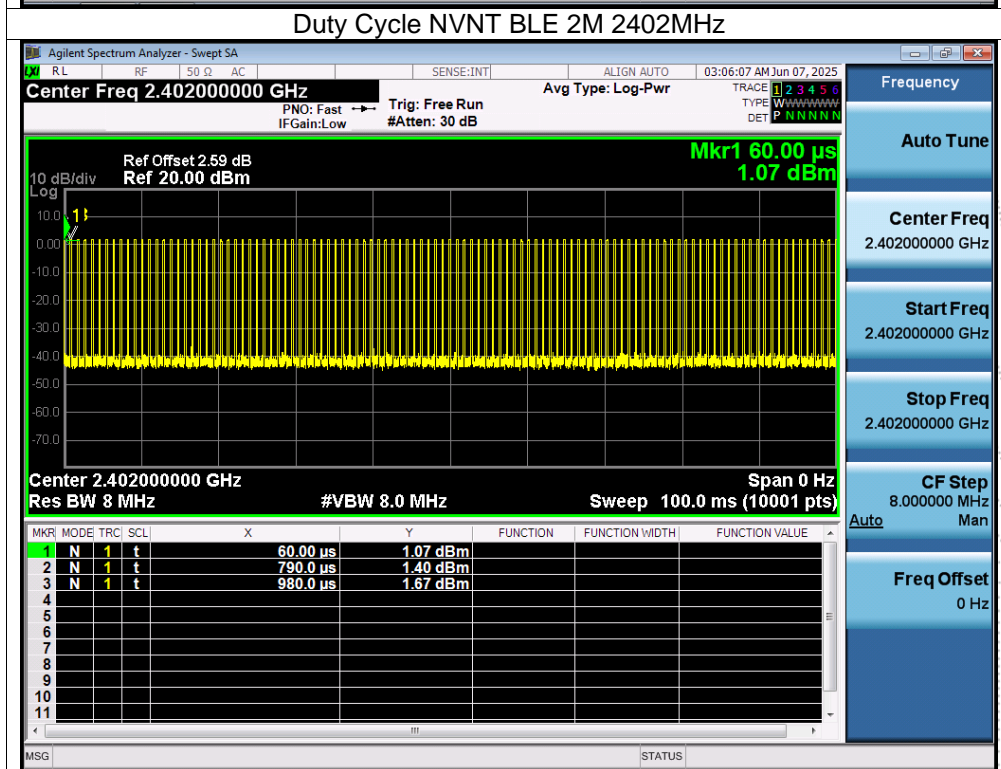 Duty Cycle NVNT BLE 2M 2402MHz
Agilent Spectrum Analyzer - Swept SA
LXI RL RF 50 Ω AC SENSE:INT ALIGN AUTO 03:06:07 AM Jun 07, 2025
Center Freq 2.402000000 GHz
PNO: Fast
IFGain:Low
Trig: Free Run
#Atten: 30 dB
Avg Type: Log-Pwr
TRACE 1 2 3 4 5 6
TYPE WWWWWW
DET P N N N N N
Ref Offset 2.59 dB
10 dB/div Ref 20.00 dBm
Log
Mkr1 60.00 µs
1.07 dBm
10.0
0.00
-10.0
-20.0
-30.0
-40.0
-50.0
-60.0
-70.0
1
Center 2.402000000 GHz Span 0 Hz
Res BW 8 MHz #VBW 8.0 MHz Sweep 100.0 ms (10001 pts)
MKR MODE TRC SCL X Y FUNCTION FUNCTION WIDTH FUNCTION VALUE
1 N 1 t 60.00 µs 1.07 dBm
2 N 1 t 790.0 µs 1.40 dBm
3 N 1 t 980.0 µs 1.67 dBm
4
5
6
7
8
9
10
11
MSG STATUS
Frequency
Auto Tune
Center Freq
2.402000000 GHz
Start Freq
2.402000000 GHz
Stop Freq
2.402000000 GHz
CF Step
8.000000 MHz
Auto Man
Freq Offset
0 Hz